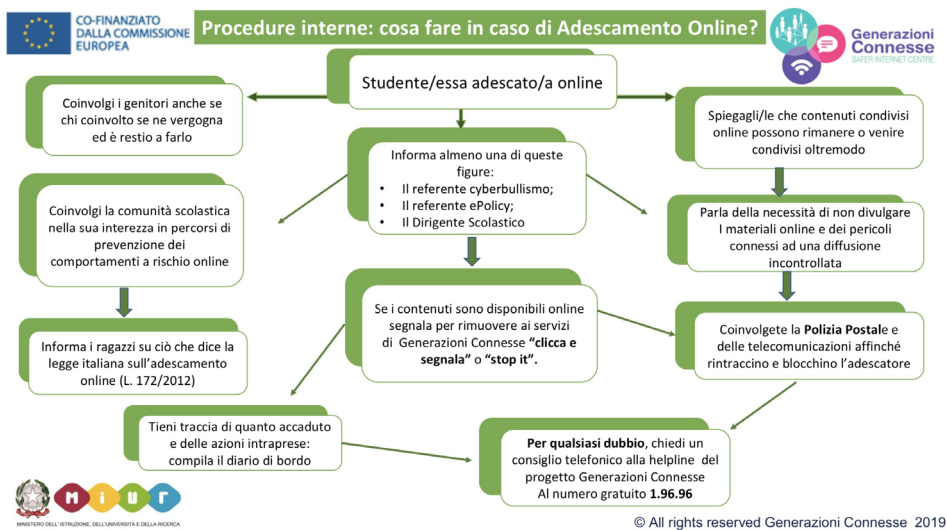 CO-FINANZIATO
DALLA COMMISSIONE
EUROPEA
Procedure interne: cosa fare in caso di Adescamento Online?
Generazioni
Connesse
SAFER INTERNET CENTRE
Studente/essa adescato/a online
Coinvolgi i genitori anche se
chi coinvolto se ne vergogna
ed è restio a farlo
Informa almeno una di queste
figure:
• Il referente cyberbullismo;
• Il referente ePolicy;
• Il Dirigente Scolastico
Spiegagli/le che contenuti condivisi
online possono rimanere o venire
condivisi oltremodo
Coinvolgi la comunità scolastica
nella sua interezza in percorsi di
prevenzione dei
comportamenti a rischio online
Parla della necessità di non divulgare
I materiali online e dei pericoli
connessi ad una diffusione
incontrollata
Se i contenuti sono disponibili online
segnala per rimuovere ai servizi
di Generazioni Connesse “clicca e
segnala” o “stop it”.
Informa i ragazzi su ciò che dice la
legge italiana sull’adescamento
online (L. 172/2012)
Coinvolgete la Polizia Postale e
delle telecomunicazioni affinché
rintraccino e blocchino l’adescatore
Tieni traccia di quanto accaduto
e delle azioni intraprese:
compila il diario di bordo
Per qualsiasi dubbio, chiedi un
consiglio telefonico alla helpline del
progetto Generazioni Connesse
Al numero gratuito 1.96.96
MIUR
MINISTERO DELL’ ISTRUZIONE, DELL’UNIVERSITÀ E DELLA RICERCA
© All rights reserved Generazioni Connesse 2019